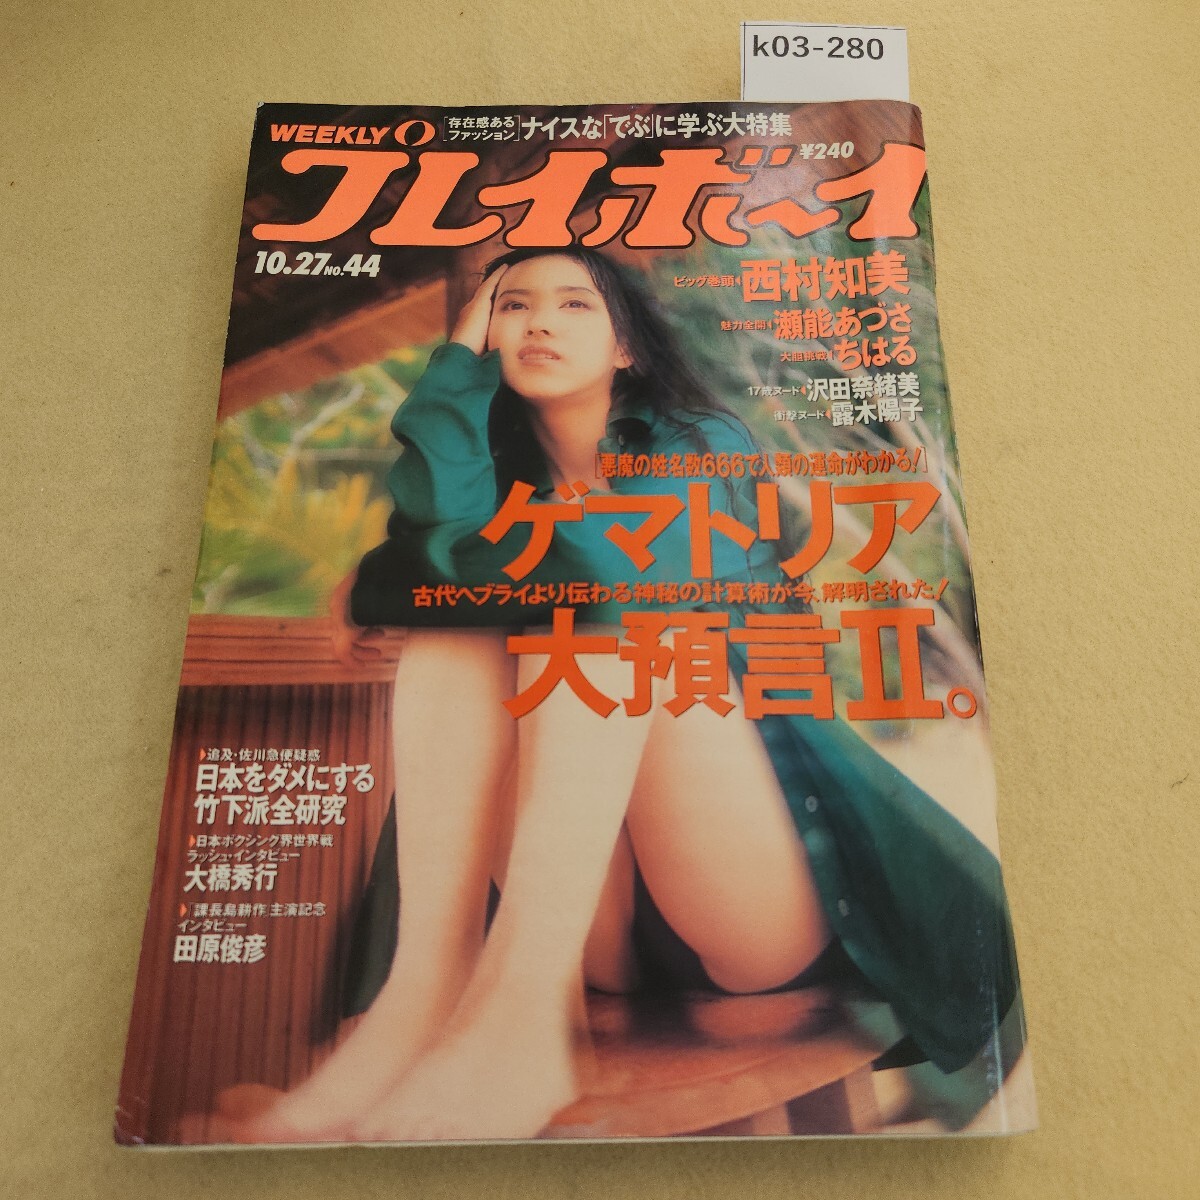 k03-280
[存在感あるファッション]ナイスな「でぶ」に学ぶ大特集
WEEKLY
プレイボーイ
¥240
10.27 NO.44
ビッグ巻頭 西村知美
魅力全開 瀬能あづさ
大胆挑戦 ちはる
17歳ヌード 沢田奈緒美
衝撃ヌード 露木陽子
[悪魔の姓名数666で人類の運命がわかる!]
ゲマトリア
古代ヘブライより伝わる神秘の計算術が今、解明された!
大預言II。
追及・佐川急便疑惑
日本をダメにする
竹下派全研究
日本ボクシング界世界戦
ラッシュ・インタビュー
大橋秀行
「課長島耕作」主演記念
インタビュー
田原俊彦